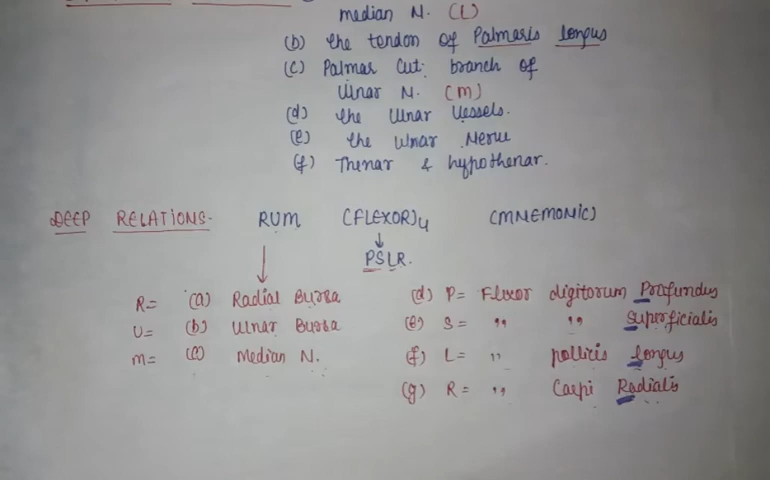 median N. (L)
(b) the tendon of Palmaris longus
(c) Palmar Cut. branch of
Ulnar N. (M)
(d) the Ulnar Vessels.
(e) the Ulnar Nerve
(f) Thenar & hypothenar.
DEEP RELATIONS- RUM (FLEXOR)4 (MNEMONIC)
PSLR.
R= (a) Radial Bursa (d) P= Flexor digitorum Profundus
U= (b) Ulnar Bursa (e) S= " " Superficialis
M= (c) Median N. (f) L= " pollicis longus
(g) R= " Carpi Radialis